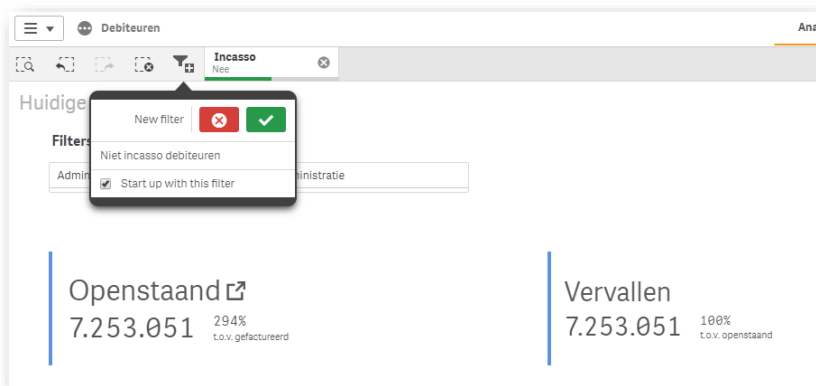 Debiteuren
Ana
Incasso
Nee
Huidige
New filter
Filters
Niet incasso debiteuren
Admin
inistratie
Start up with this filter
Openstaand
Vervallen
7.253.051
294%
t.o.v. gefactureerd
7.253.051
100%
t.o.v. openstaand